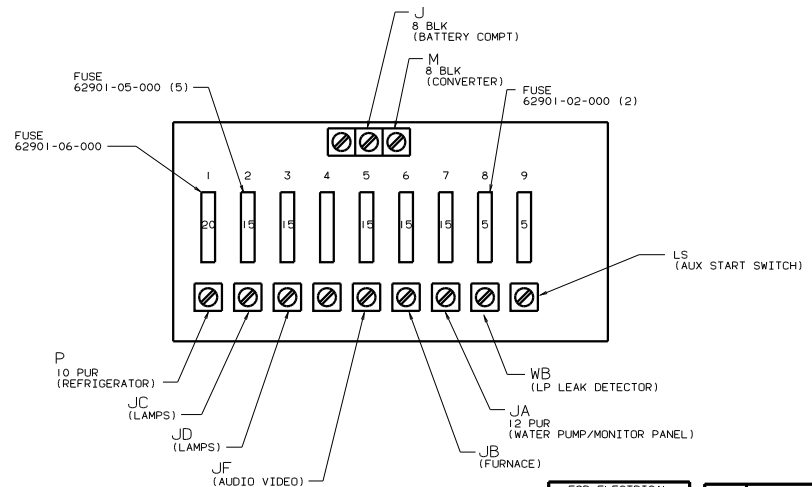 J
8 BLK
(BATTERY COMPT)
M
8 BLK
(CONVERTER)
FUSE
62901-05-000 (5)
FUSE
62901-02-000 (2)
FUSE
62901-06-000
1 2 3 4 5 6 7 8 9
20 15 15 15 15 15 5 5
LS
(AUX START SWITCH)
P
10 PUR
(REFRIGERATOR)
WB
(LP LEAK DETECTOR)
JC
(LAMPS)
JA
12 PUR
(WATER PUMP/MONITOR PANEL)
JD
(LAMPS)
JB
(FURNACE)
JF
(AUDIO VIDEO)
FOR ELECTRICAL